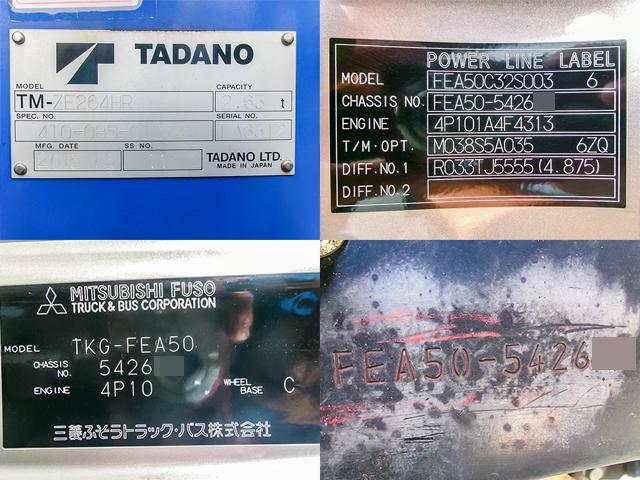 TADANO
MODEL
CAPACITY
TM-ZE264HR
2.63 t
SPEC. NO.
SERIAL NO.
MFG. DATE
SS NO.
TADANO LTD.
MADE IN JAPAN
POWER LINE LABEL
MODEL FEA50C32S003 6
CHASSIS NO. FEA50-5426
ENGINE 4P101A4F4313
T/M·OPT. M038S5A035 6ZQ
DIFF.NO.1 R033TJ5555(4.875)
DIFF.NO.2
MITSUBISHI FUSO
TRUCK & BUS CORPORATION
MODEL TKG-FEA50
CHASSIS NO. 5426
ENGINE 4P10 WHEEL BASE C
三菱ふそうトラック・バス株式会社
FEA50-5426